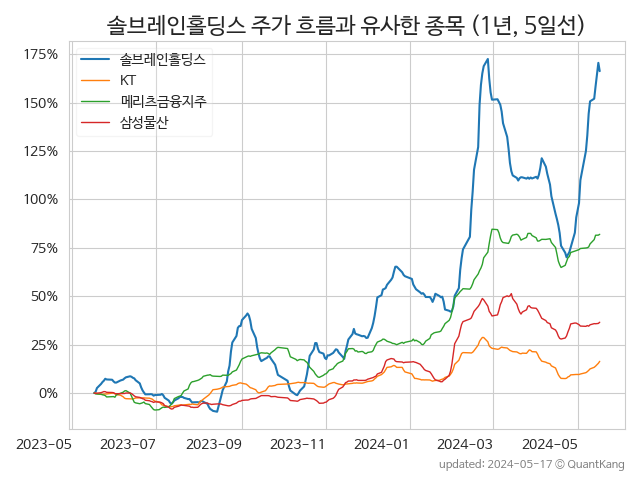 솔브레인홀딩스 주가 흐름과 유사한 종목 (1년, 5일선)
175%
150%
125%
100%
75%
50%
25%
0%
솔브레인홀딩스
KT
메리츠금융지주
삼성물산
2023-05 2023-07 2023-09 2023-11 2024-01 2024-03 2024-05
updated: 2024-05-17 © QuantKang